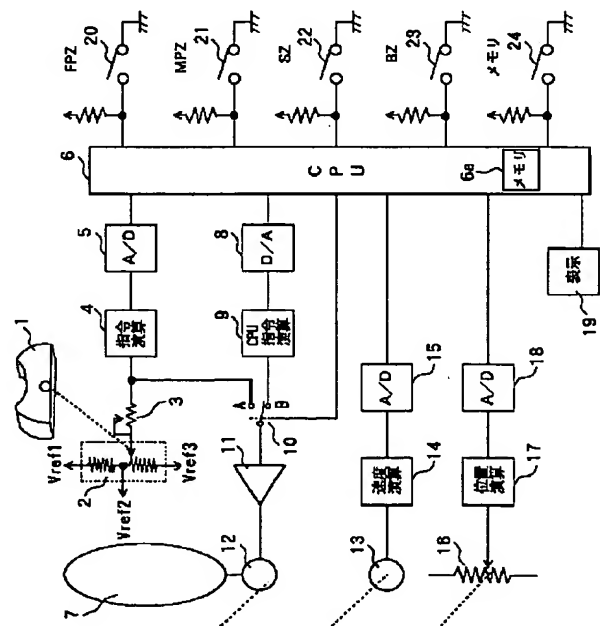 7
12
11
Vref2
Vref1
Vref3
2
1
3
10
A
B
13
16
4
指令
演算
9
CPU
指令演算
14
速度
演算
17
位置
演算
5
A/D
8
D/A
15
A/D
18
A/D
19
表示
6
CPU
メモリ
6a
FPZ
20
MPZ
21
SZ
22
BZ
23
メモリ
24